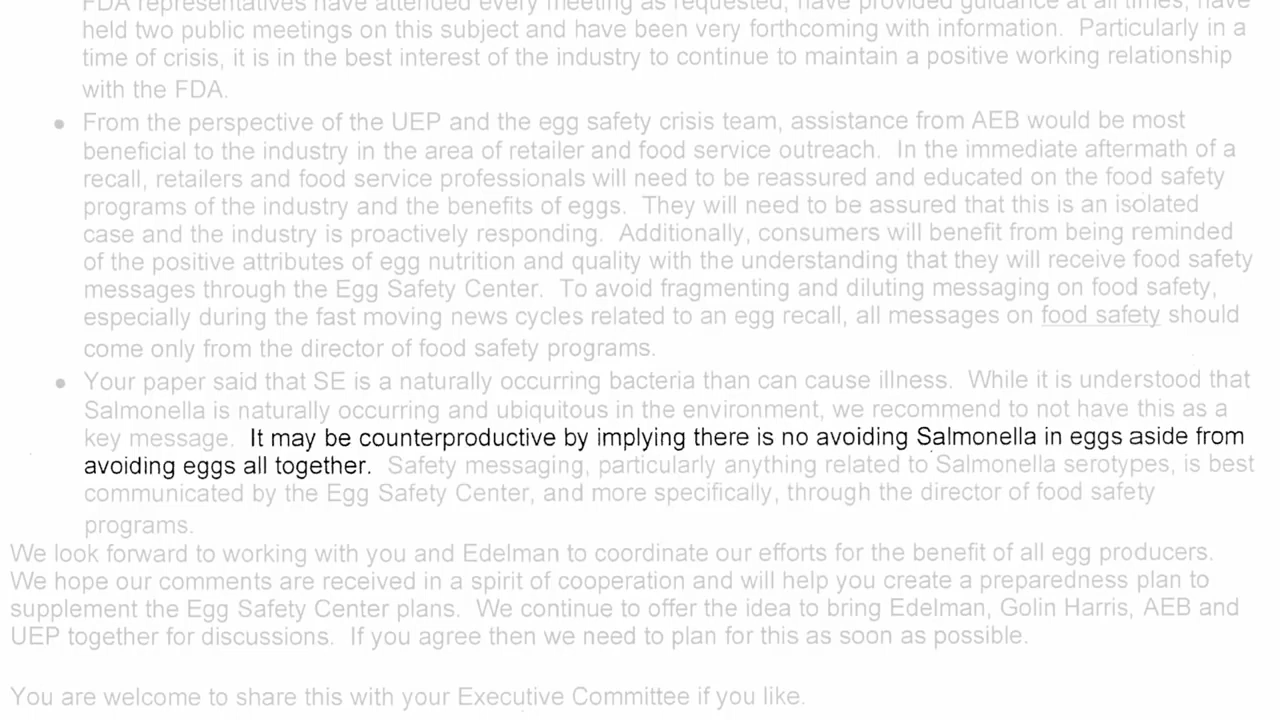 FDA representatives have attended every meeting as requested, have provided guidance at all times, have
held two public meetings on this subject and have been very forthcoming with information. Particularly in a
time of crisis, it is in the best interest of the industry to continue to maintain a positive working relationship
with the FDA.
● From the perspective of the UEP and the egg safety crisis team, assistance from AEB would be most
beneficial to the industry in the area of retailer and food service outreach. In the immediate aftermath of a
recall, retailers and food service professionals will need to be reassured and educated on the food safety
programs of the industry and the benefits of eggs. They will need to be assured that this is an isolated
case and the industry is proactively responding. Additionally, consumers will benefit from being reminded
of the positive attributes of egg nutrition and quality with the understanding that they will receive food safety
messages through the Egg Safety Center. To avoid fragmenting and diluting messaging on food safety,
especially during the fast moving news cycles related to an egg recall, all messages on food safety should
come only from the director of food safety programs.
● Your paper said that SE is a naturally occurring bacteria than can cause illness. While it is understood that
Salmonella is naturally occurring and ubiquitous in the environment, we recommend to not have this as a
key message. It may be counterproductive by implying there is no avoiding Salmonella in eggs aside from
avoiding eggs all together. Safety messaging, particularly anything related to Salmonella serotypes, is best
communicated by the Egg Safety Center, and more specifically, through the director of food safety
programs.
We look forward to working with you and Edelman to coordinate our efforts for the benefit of all egg producers.
We hope our comments are received in a spirit of cooperation and will help you create a preparedness plan to
supplement the Egg Safety Center plans. We continue to offer the idea to bring Edelman, Golin Harris, AEB and
UEP together for discussions. If you agree then we need to plan for this as soon as possible.
You are welcome to share this with your Executive Committee if you like.